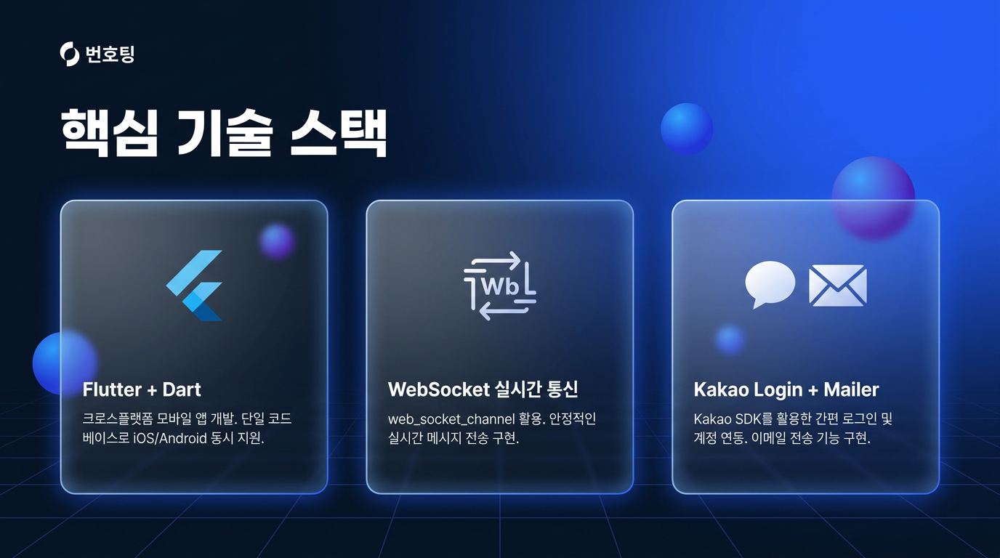 번호팅
핵심 기술 스택
Wb
Flutter + Dart
크로스플랫폼 모바일 앱 개발. 단일 코드
베이스로 iOS/Android 동시 지원.
WebSocket 실시간 통신
web_socket_channel 활용. 안정적인
실시간 메시지 전송 구현.
Kakao Login + Mailer
Kakao SDK를 활용한 간편 로그인 및
계정 연동. 이메일 전송 기능 구현.